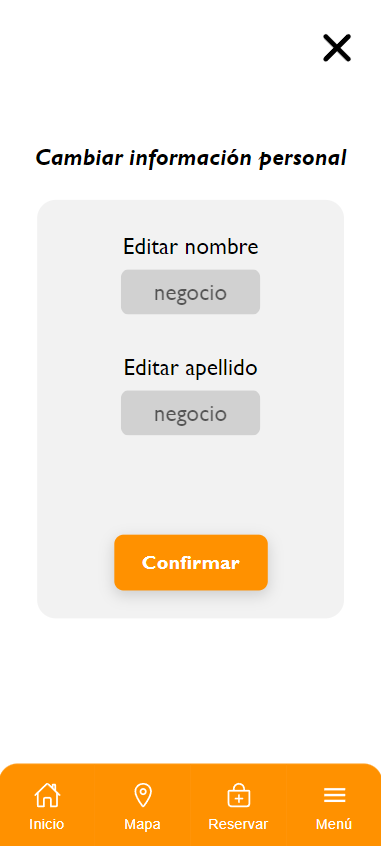 Cambiar información personal
Editar nombre
negocio
Editar apellido
negocio
Confirmar
Inicio
Mapa
Reservar
Menú